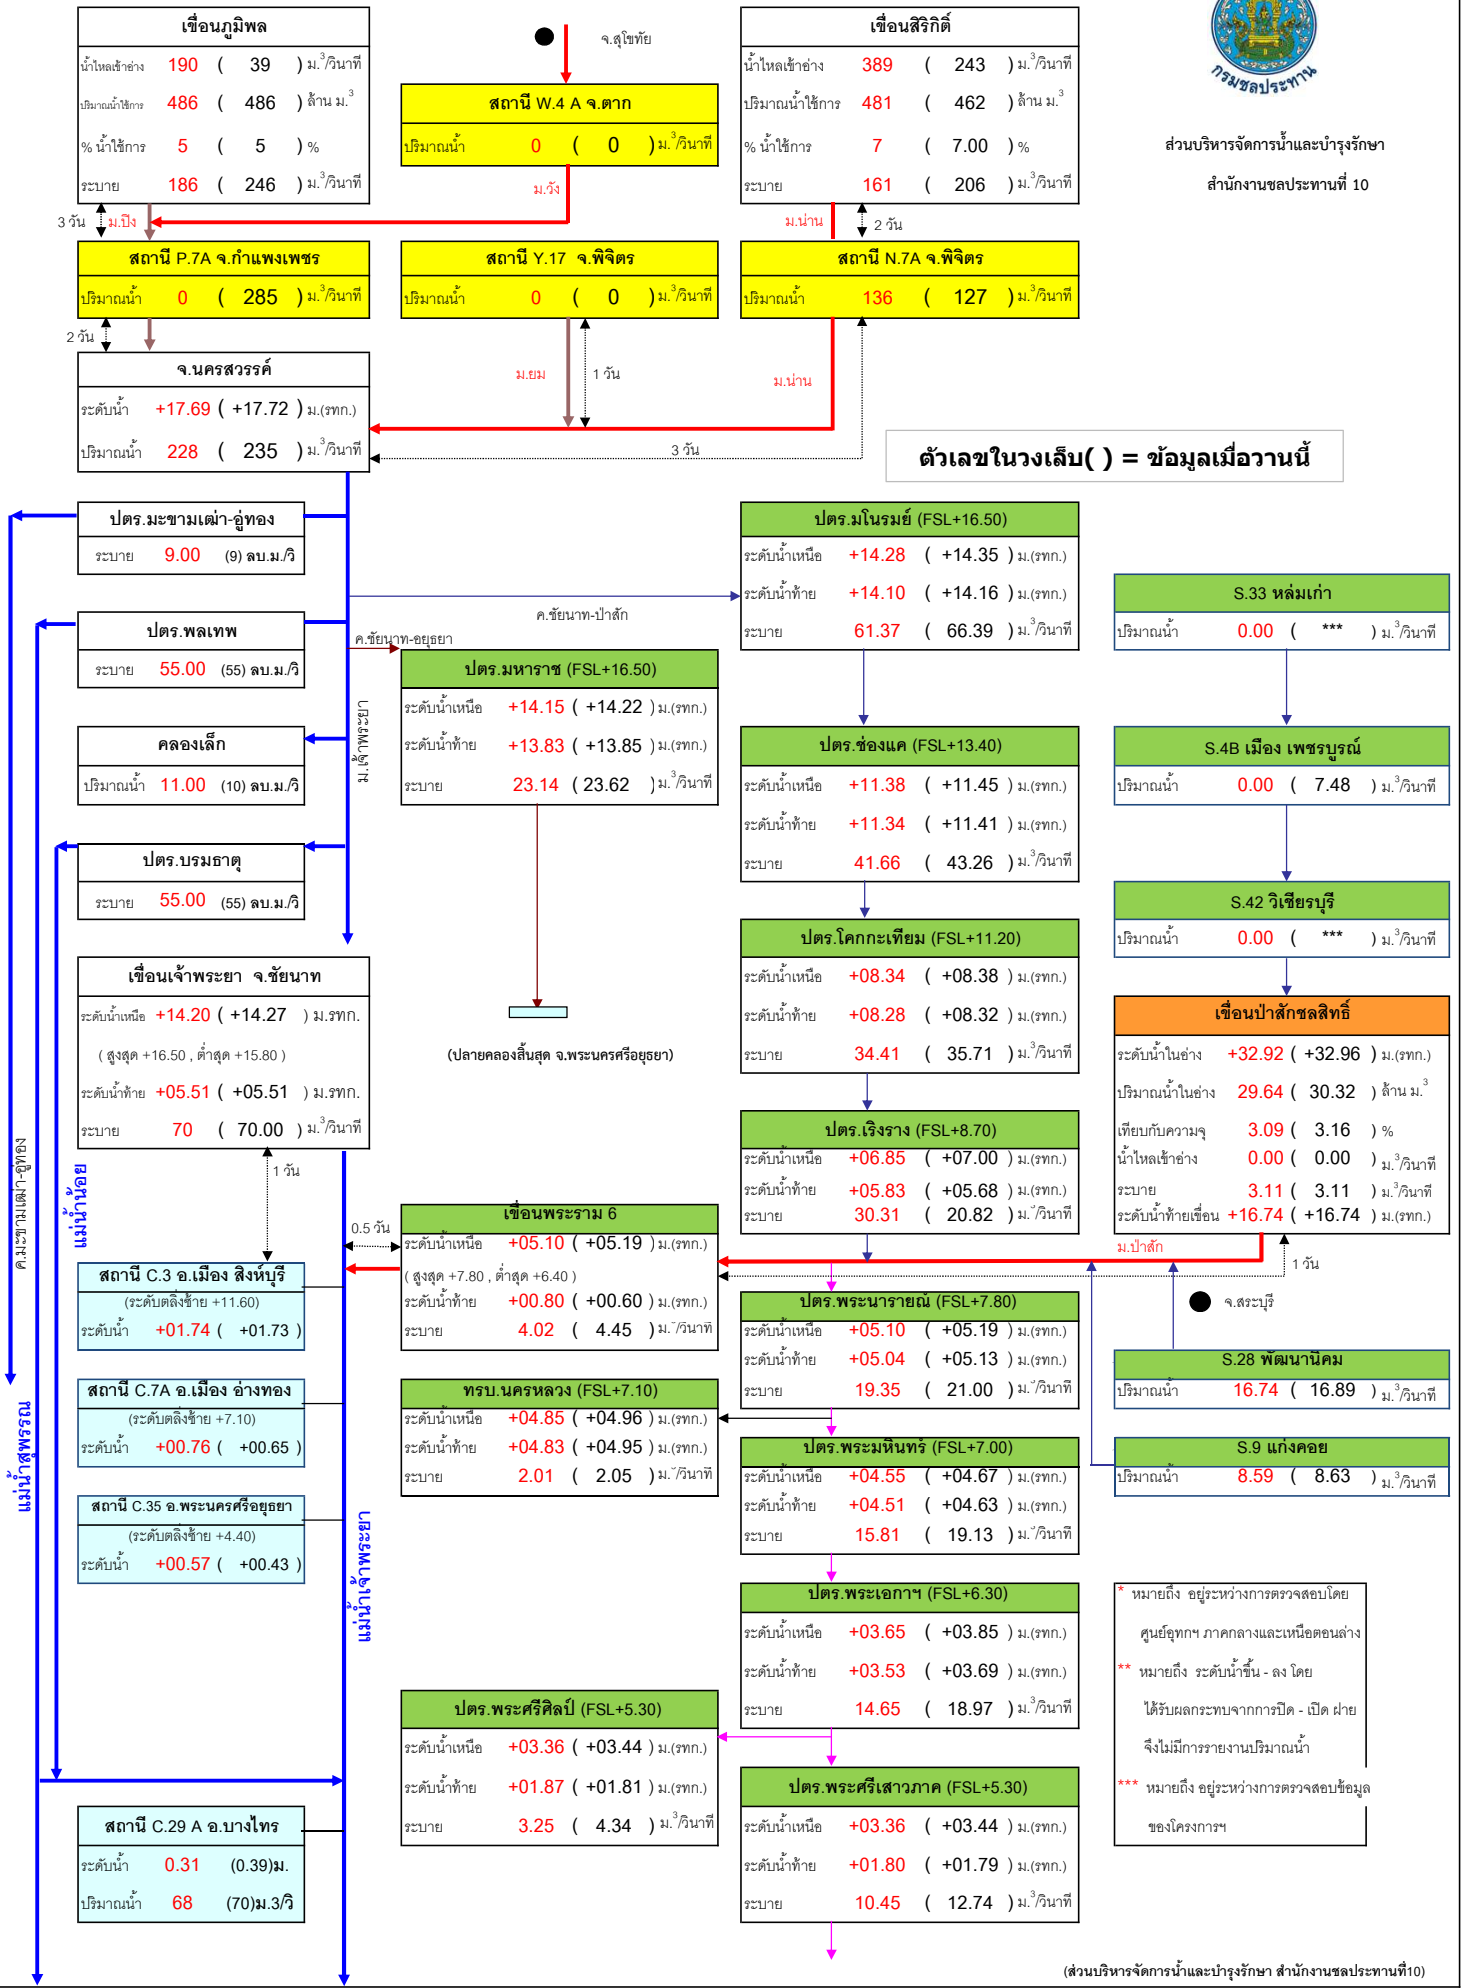 เขื่อนภูมิพล
น้ำไหลเข้าอ่าง 190 ( 39 ) ม.³/วินาที
ปริมาณน้ำใช้การ 486 ( 486 ) ล้าน ม.³
% น้ำใช้การ 5 ( 5 ) %
ระบาย 186 ( 246 ) ม.³/วินาที
จ.สุโขทัย
สถานี W.4 A จ.ตาก
ปริมาณน้ำ 0 ( 0 ) ม.³/วินาที
เขื่อนสิริกิติ์
น้ำไหลเข้าอ่าง 389 ( 243 ) ม.³/วินาที
ปริมาณน้ำใช้การ 481 ( 462 ) ล้าน ม.³
% น้ำใช้การ 7 ( 7.00 ) %
ระบาย 161 ( 206 ) ม.³/วินาที
กรมชลประทาน
ส่วนบริหารจัดการน้ำและบำรุงรักษา
สำนักงานชลประทานที่ 10
3 วัน
ม.ปิง
ม.วัง
ม.น่าน
2 วัน
สถานี P.7A จ.กำแพงเพชร
ปริมาณน้ำ 0 ( 285 ) ม.³/วินาที
สถานี Y.17 จ.พิจิตร
ปริมาณน้ำ 0 ( 0 ) ม.³/วินาที
สถานี N.7A จ.พิจิตร
ปริมาณน้ำ 136 ( 127 ) ม.³/วินาที
2 วัน
จ.นครสวรรค์
ระดับน้ำ +17.69 ( +17.72 ) ม.(รทก.)
ปริมาณน้ำ 228 ( 235 ) ม.³/วินาที
ม.ยม
1 วัน
ม.น่าน
3 วัน
ตัวเลขในวงเล็บ( ) = ข้อมูลเมื่อวานนี้
ปตร.มะขามเฒ่า-อู่ทอง
ระบาย 9.00 (9) ลบ.ม./วิ
ปตร.พลเทพ
ระบาย 55.00 (55) ลบ.ม./วิ
คลองเล็ก
ปริมาณน้ำ 11.00 (10) ลบ.ม./วิ
ปตร.บรมธาตุ
ระบาย 55.00 (55) ลบ.ม./วิ
ค.ชัยนาท-ป่าสัก
ค.ชัยนาท-อยุธยา
ม.เจ้าพระยา
ปตร.มหาราช (FSL+16.50)
ระดับน้ำเหนือ +14.15 ( +14.22 ) ม.(รทก.)
ระดับน้ำท้าย +13.83 ( +13.85 ) ม.(รทก.)
ระบาย 23.14 ( 23.62 ) ม.³/วินาที
(ปลายคลองสิ้นสุด จ.พระนครศรีอยุธยา)
ปตร.มโนรมย์ (FSL+16.50)
ระดับน้ำเหนือ +14.28 ( +14.35 ) ม.(รทก.)
ระดับน้ำท้าย +14.10 ( +14.16 ) ม.(รทก.)
ระบาย 61.37 ( 66.39 ) ม.³/วินาที
ปตร.ช่องแค (FSL+13.40)
ระดับน้ำเหนือ +11.38 ( +11.45 ) ม.(รทก.)
ระดับน้ำท้าย +11.34 ( +11.41 ) ม.(รทก.)
ระบาย 41.66 ( 43.26 ) ม.³/วินาที
ปตร.โคกกะเทียม (FSL+11.20)
ระดับน้ำเหนือ +08.34 ( +08.38 ) ม.(รทก.)
ระดับน้ำท้าย +08.28 ( +08.32 ) ม.(รทก.)
ระบาย 34.41 ( 35.71 ) ม.³/วินาที
ปตร.เริงราง (FSL+8.70)
ระดับน้ำเหนือ +06.85 ( +07.00 ) ม.(รทก.)
ระดับน้ำท้าย +05.83 ( +05.68 ) ม.(รทก.)
ระบาย 30.31 ( 20.82 ) ม.³/วินาที
S.33 หล่มเก่า
ปริมาณน้ำ 0.00 ( *** ) ม.³/วินาที
S.4B เมือง เพชรบูรณ์
ปริมาณน้ำ 0.00 ( 7.48 ) ม.³/วินาที
S.42 วิเชียรบุรี
ปริมาณน้ำ 0.00 ( *** ) ม.³/วินาที
เขื่อนป่าสักชลสิทธิ์
ระดับน้ำในอ่าง +32.92 ( +32.96 ) ม.(รทก.)
ปริมาณน้ำในอ่าง 29.64 ( 30.32 ) ล้าน ม.³
เทียบกับความจุ 3.09 ( 3.16 ) %
น้ำไหลเข้าอ่าง 0.00 ( 0.00 ) ม.³/วินาที
ระบาย 3.11 ( 3.11 ) ม.³/วินาที
ระดับน้ำท้ายเขื่อน +16.74 ( +16.74 ) ม.(รทก.)
ม.ป่าสัก
1 วัน
จ.สระบุรี
เขื่อนเจ้าพระยา จ.ชัยนาท
ระดับน้ำเหนือ +14.20 ( +14.27 ) ม.รทก.
( สูงสุด +16.50 , ต่ำสุด +15.80 )
ระดับน้ำท้าย +05.51 ( +05.51 ) ม.รทก.
ระบาย 70 ( 70.00 ) ม.³/วินาที
1 วัน
0.5 วัน
ค.มะขามเฒ่า-อู่ทอง
แม่น้ำน้อย
แม่น้ำสุพรรณ
แม่น้ำเจ้าพระยา
เขื่อนพระราม 6
ระดับน้ำเหนือ +05.10 ( +05.19 ) ม.(รทก.)
( สูงสุด +7.80 , ต่ำสุด +6.40 )
ระดับน้ำท้าย +00.80 ( +00.60 ) ม.(รทก.)
ระบาย 4.02 ( 4.45 ) ม.³/วินาที
สถานี C.3 อ.เมือง สิงห์บุรี
(ระดับตลิ่งซ้าย +11.60)
ระดับน้ำ +01.74 ( +01.73 )
สถานี C.7A อ.เมือง อ่างทอง
(ระดับตลิ่งซ้าย +7.10)
ระดับน้ำ +00.76 ( +00.65 )
สถานี C.35 อ.พระนครศรีอยุธยา
(ระดับตลิ่งซ้าย +4.40)
ระดับน้ำ +00.57 ( +00.43 )
ทรบ.นครหลวง (FSL+7.10)
ระดับน้ำเหนือ +04.85 ( +04.96 ) ม.(รทก.)
ระดับน้ำท้าย +04.83 ( +04.95 ) ม.(รทก.)
ระบาย 2.01 ( 2.05 ) ม.³/วินาที
ปตร.พระนารายณ์ (FSL+7.80)
ระดับน้ำเหนือ +05.10 ( +05.19 ) ม.(รทก.)
ระดับน้ำท้าย +05.04 ( +05.13 ) ม.(รทก.)
ระบาย 19.35 ( 21.00 ) ม.³/วินาที
ปตร.พระมหินทร์ (FSL+7.00)
ระดับน้ำเหนือ +04.55 ( +04.67 ) ม.(รทก.)
ระดับน้ำท้าย +04.51 ( +04.63 ) ม.(รทก.)
ระบาย 15.81 ( 19.13 ) ม.³/วินาที
S.28 พัฒนานิคม
ปริมาณน้ำ 16.74 ( 16.89 ) ม.³/วินาที
S.9 แก่งคอย
ปริมาณน้ำ 8.59 ( 8.63 ) ม.³/วินาที
ปตร.พระเอกาฯ (FSL+6.30)
ระดับน้ำเหนือ +03.65 ( +03.85 ) ม.(รทก.)
ระดับน้ำท้าย +03.53 ( +03.69 ) ม.(รทก.)
ระบาย 14.65 ( 18.97 ) ม.³/วินาที
ปตร.พระศรีศิลป์ (FSL+5.30)
ระดับน้ำเหนือ +03.36 ( +03.44 ) ม.(รทก.)
ระดับน้ำท้าย +01.87 ( +01.81 ) ม.(รทก.)
ระบาย 3.25 ( 4.34 ) ม.³/วินาที
ปตร.พระศรีเสาวภาค (FSL+5.30)
ระดับน้ำเหนือ +03.36 ( +03.44 ) ม.(รทก.)
ระดับน้ำท้าย +01.80 ( +01.79 ) ม.(รทก.)
ระบาย 10.45 ( 12.74 ) ม.³/วินาที
* หมายถึง อยู่ระหว่างการตรวจสอบโดย
ศูนย์อุทกฯ ภาคกลางและเหนือตอนล่าง
** หมายถึง ระดับน้ำขึ้น - ลง โดย
ได้รับผลกระทบจากการปิด - เปิด ฝาย
จึงไม่มีการรายงานปริมาณน้ำ
*** หมายถึง อยู่ระหว่างการตรวจสอบข้อมูล
ของโครงการฯ
สถานี C.29 A อ.บางไทร
ระดับน้ำ 0.31 (0.39)ม.
ปริมาณน้ำ 68 (70)ม.3/วิ
(ส่วนบริหารจัดการน้ำและบำรุงรักษา สำนักงานชลประทานที่10)